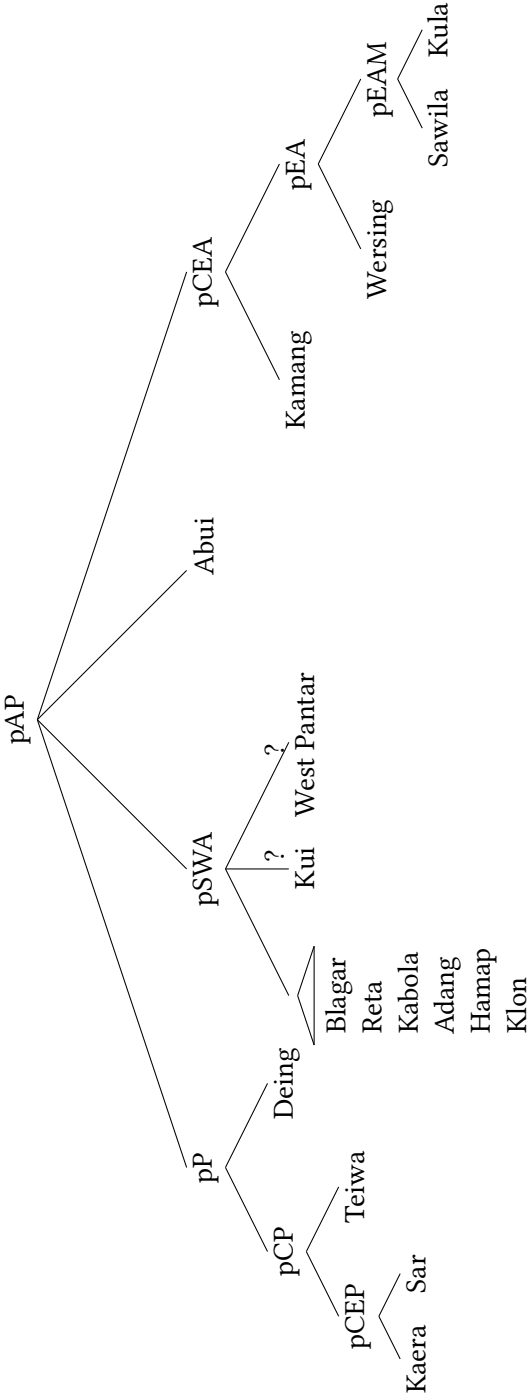 pAP
pP
pSWA
Abui
pCEA
pCP
Deing
?
?
Kui
West Pantar
Kamang
pEA
pCEP
Teiwa
Blagar
Reta
Kabola
Adang
Hamap
Klon
Wersing
pEAM
Kaera
Sar
Sawila
Kula